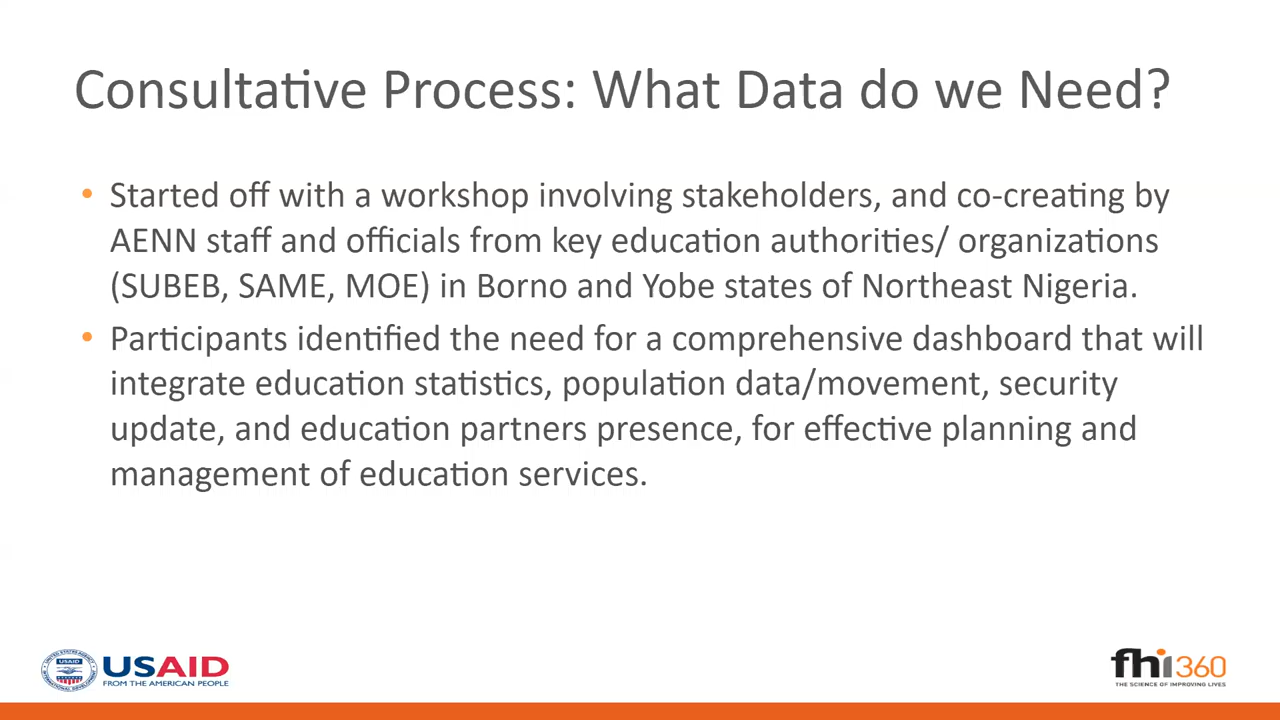 Consultative Process: What Data do we Need?
• Started off with a workshop involving stakeholders, and co-creating by
AENN staff and officials from key education authorities/ organizations
(SUBEB, SAME, MOE) in Borno and Yobe states of Northeast Nigeria.
• Participants identified the need for a comprehensive dashboard that will
integrate education statistics, population data/movement, security
update, and education partners presence, for effective planning and
management of education services.
USAID
USAID
FROM THE AMERICAN PEOPLE
fhi 360
THE SCIENCE OF IMPROVING LIVES